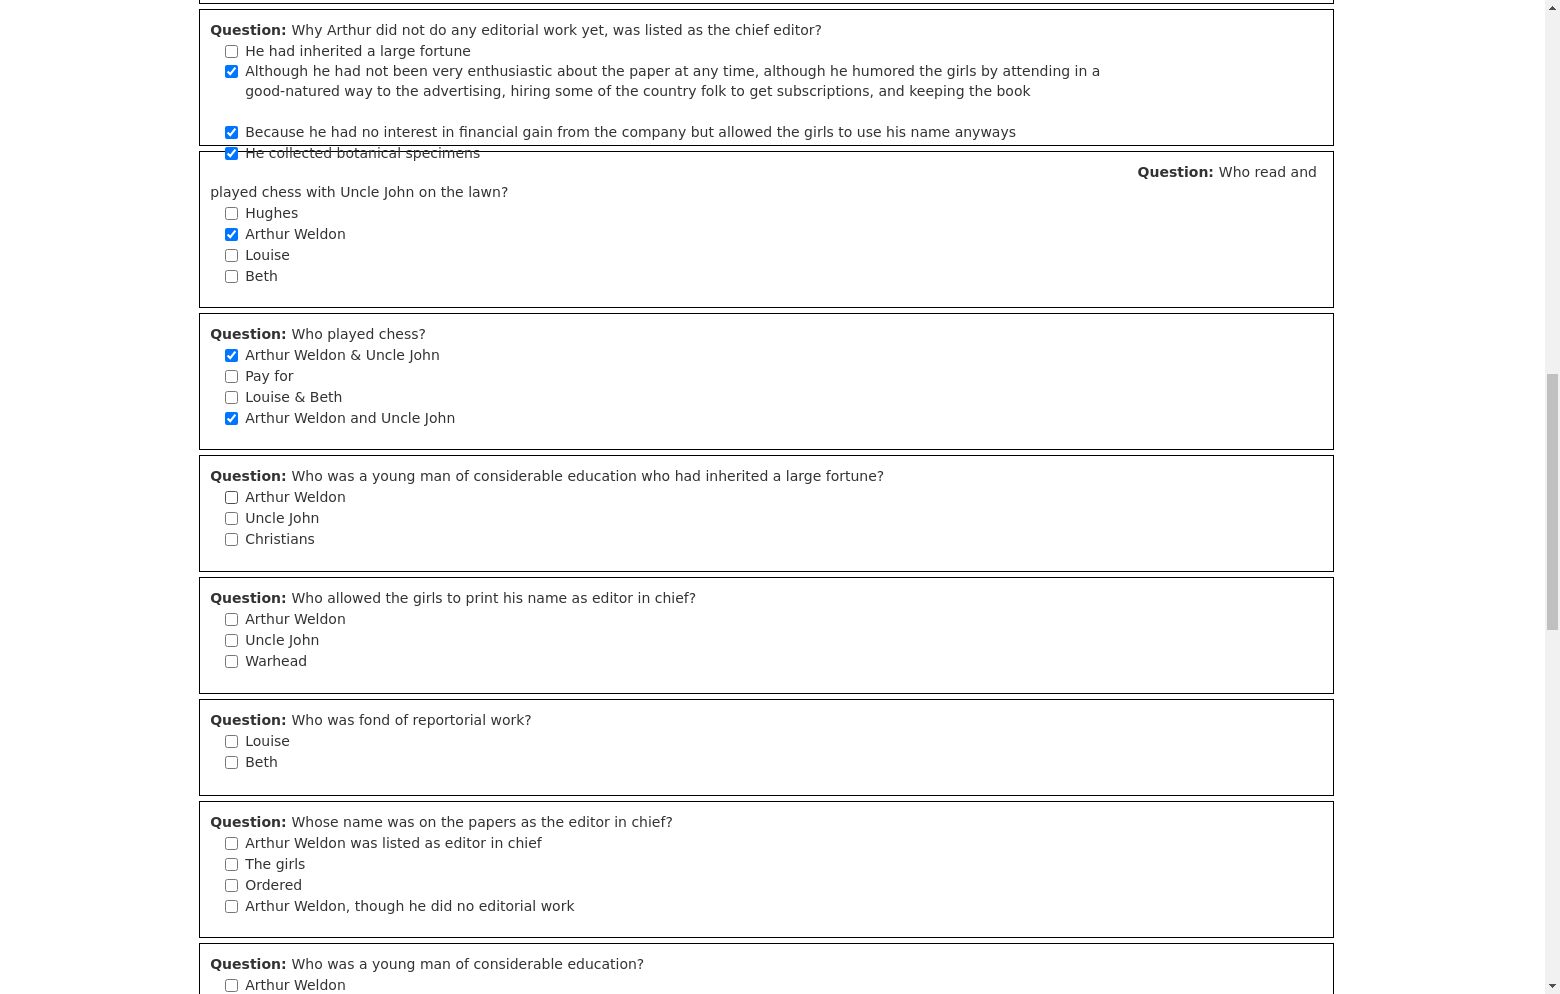 Question: Why Arthur did not do any editorial work yet, was listed as the chief editor?
He had inherited a large fortune
Although he had not been very enthusiastic about the paper at any time, although he humored the girls by attending in a
good-natured way to the advertising, hiring some of the country folk to get subscriptions, and keeping the book
Because he had no interest in financial gain from the company but allowed the girls to use his name anyways
He collected botanical specimens
Question: Who read and
played chess with Uncle John on the lawn?
Hughes
Arthur Weldon
Louise
Beth
Question: Who played chess?
Arthur Weldon & Uncle John
Pay for
Louise & Beth
Arthur Weldon and Uncle John
Question: Who was a young man of considerable education who had inherited a large fortune?
Arthur Weldon
Uncle John
Christians
Question: Who allowed the girls to print his name as editor in chief?
Arthur Weldon
Uncle John
Warhead
Question: Who was fond of reportorial work?
Louise
Beth
Question: Whose name was on the papers as the editor in chief?
Arthur Weldon was listed as editor in chief
The girls
Ordered
Arthur Weldon, though he did no editorial work
Question: Who was a young man of considerable education?
Arthur Weldon